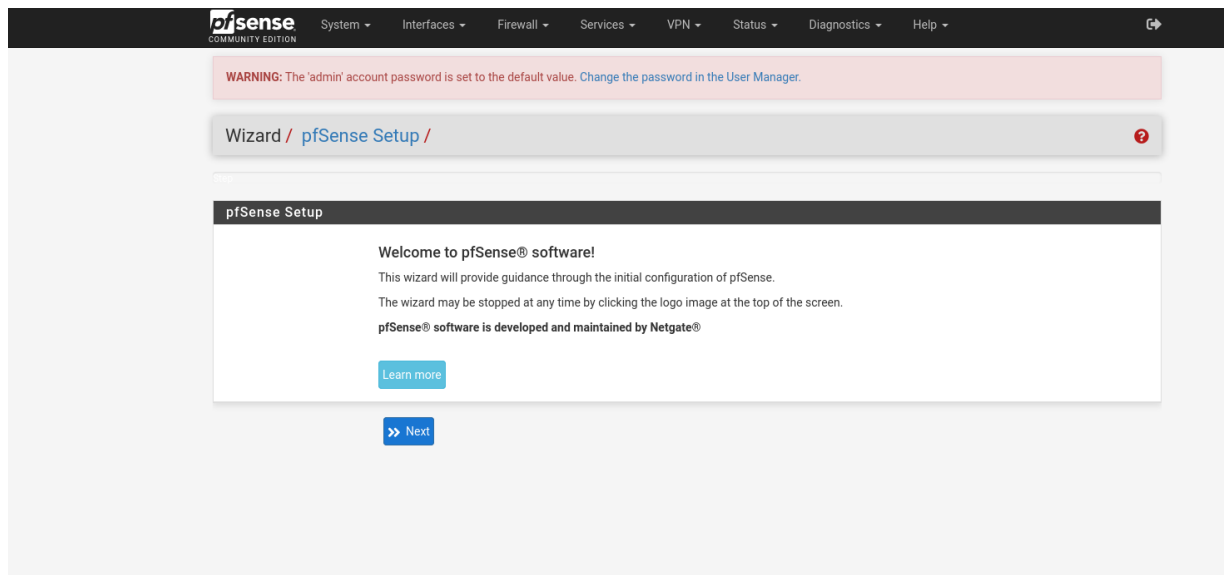 pfsense
COMMUNITY EDITION
System Interfaces Firewall Services VPN Status Diagnostics Help
WARNING: The 'admin' account password is set to the default value. Change the password in the User Manager.
Wizard / pfSense Setup /
pfSense Setup
Welcome to pfSense® software!
This wizard will provide guidance through the initial configuration of pfSense.
The wizard may be stopped at any time by clicking the logo image at the top of the screen.
pfSense® software is developed and maintained by Netgate®
Learn more
Next